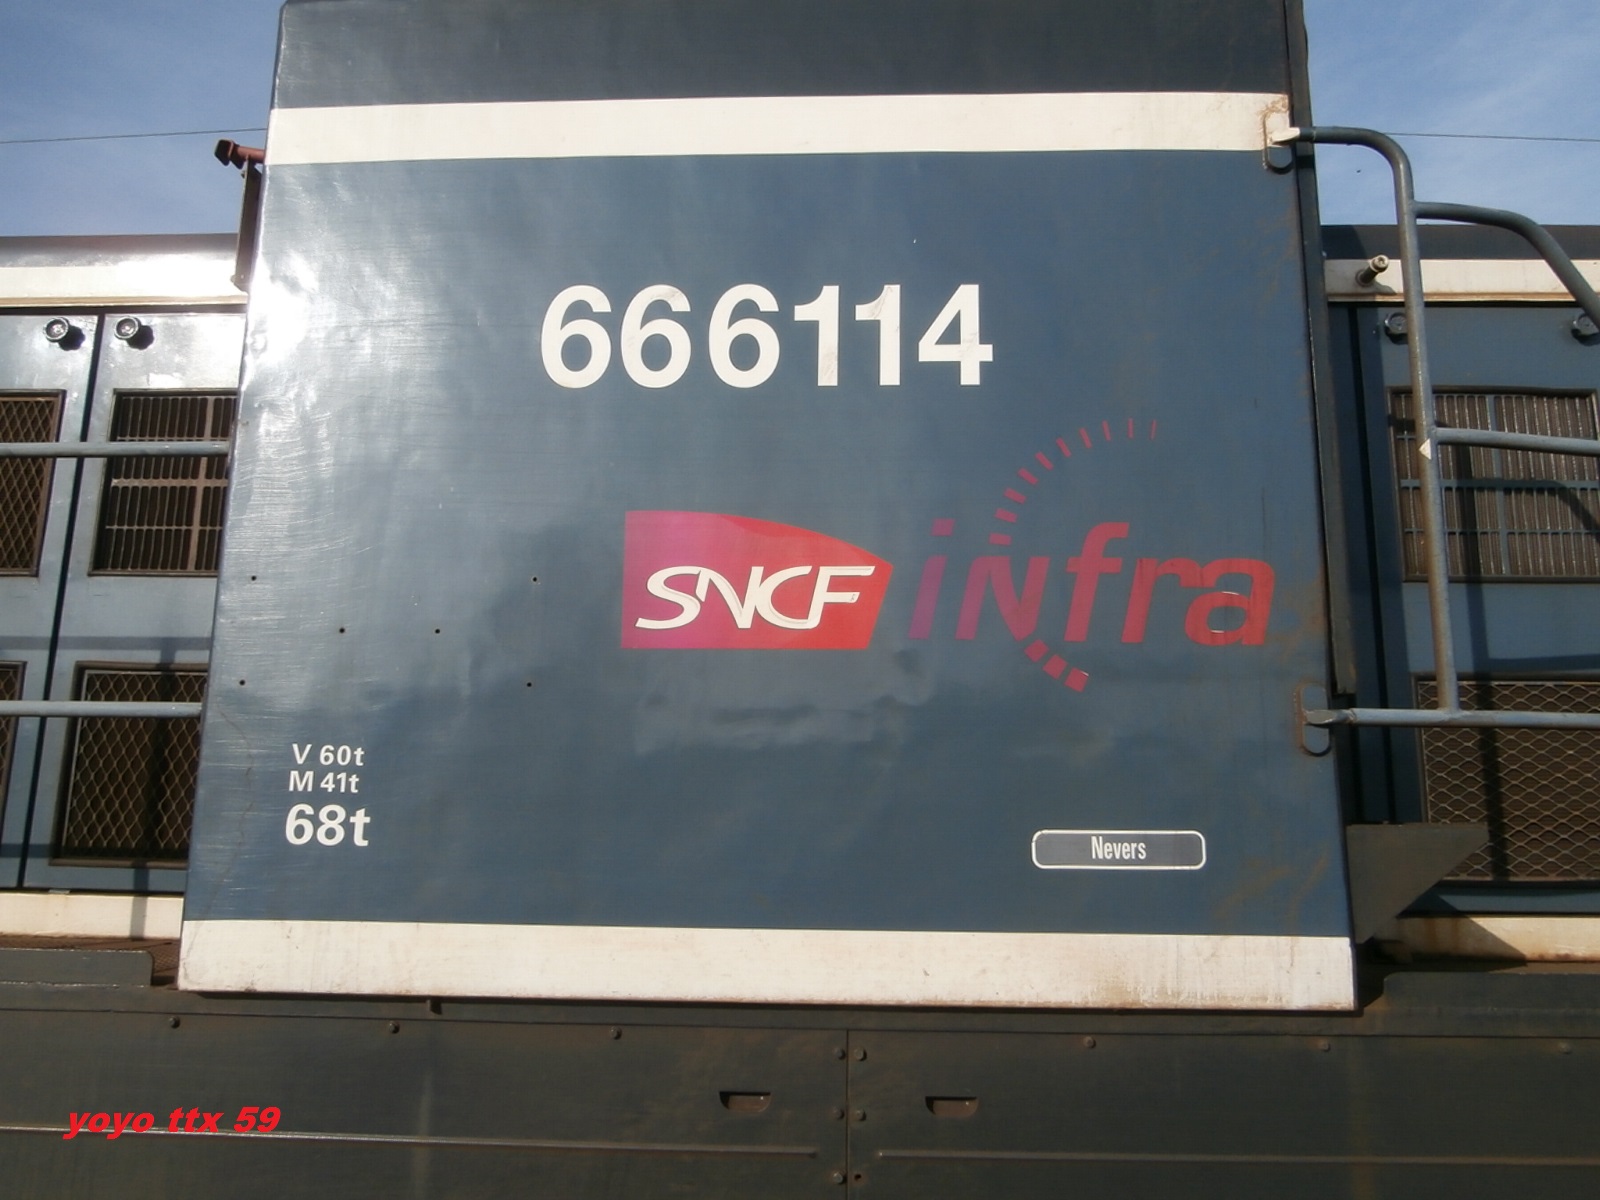 666114
SNCF infra
V 60t
M 41t
68t
Nevers
yoyo ttx 59